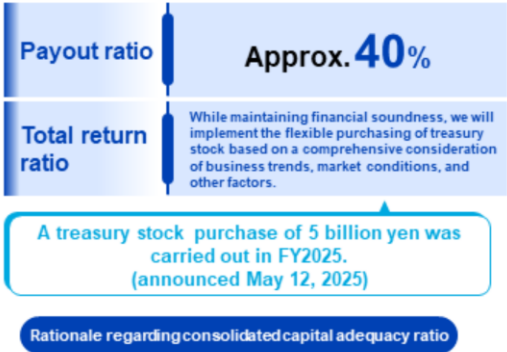 Payout ratio
Approx. 40%
Total return
ratio
While maintaining financial soundness, we will
implement the flexible purchasing of treasury
stock based on a comprehensive consideration
of business trends, market conditions, and
other factors.
A treasury stock purchase of 5 billion yen was
carried out in FY2025.
(announced May 12, 2025)
Rationale regarding consolidated capital adequacy ratio